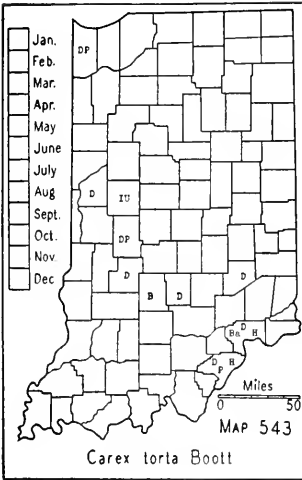 Jan.
Feb.
Mar.
Apr.
May
June
July
Aug
Sept.
Oct.
Nov.
Dec
DP
D
IU
DP
D
D
B
D
D
Ba
H
D
H
P
Miles
0
50
MAP 543
Carex torta Boott